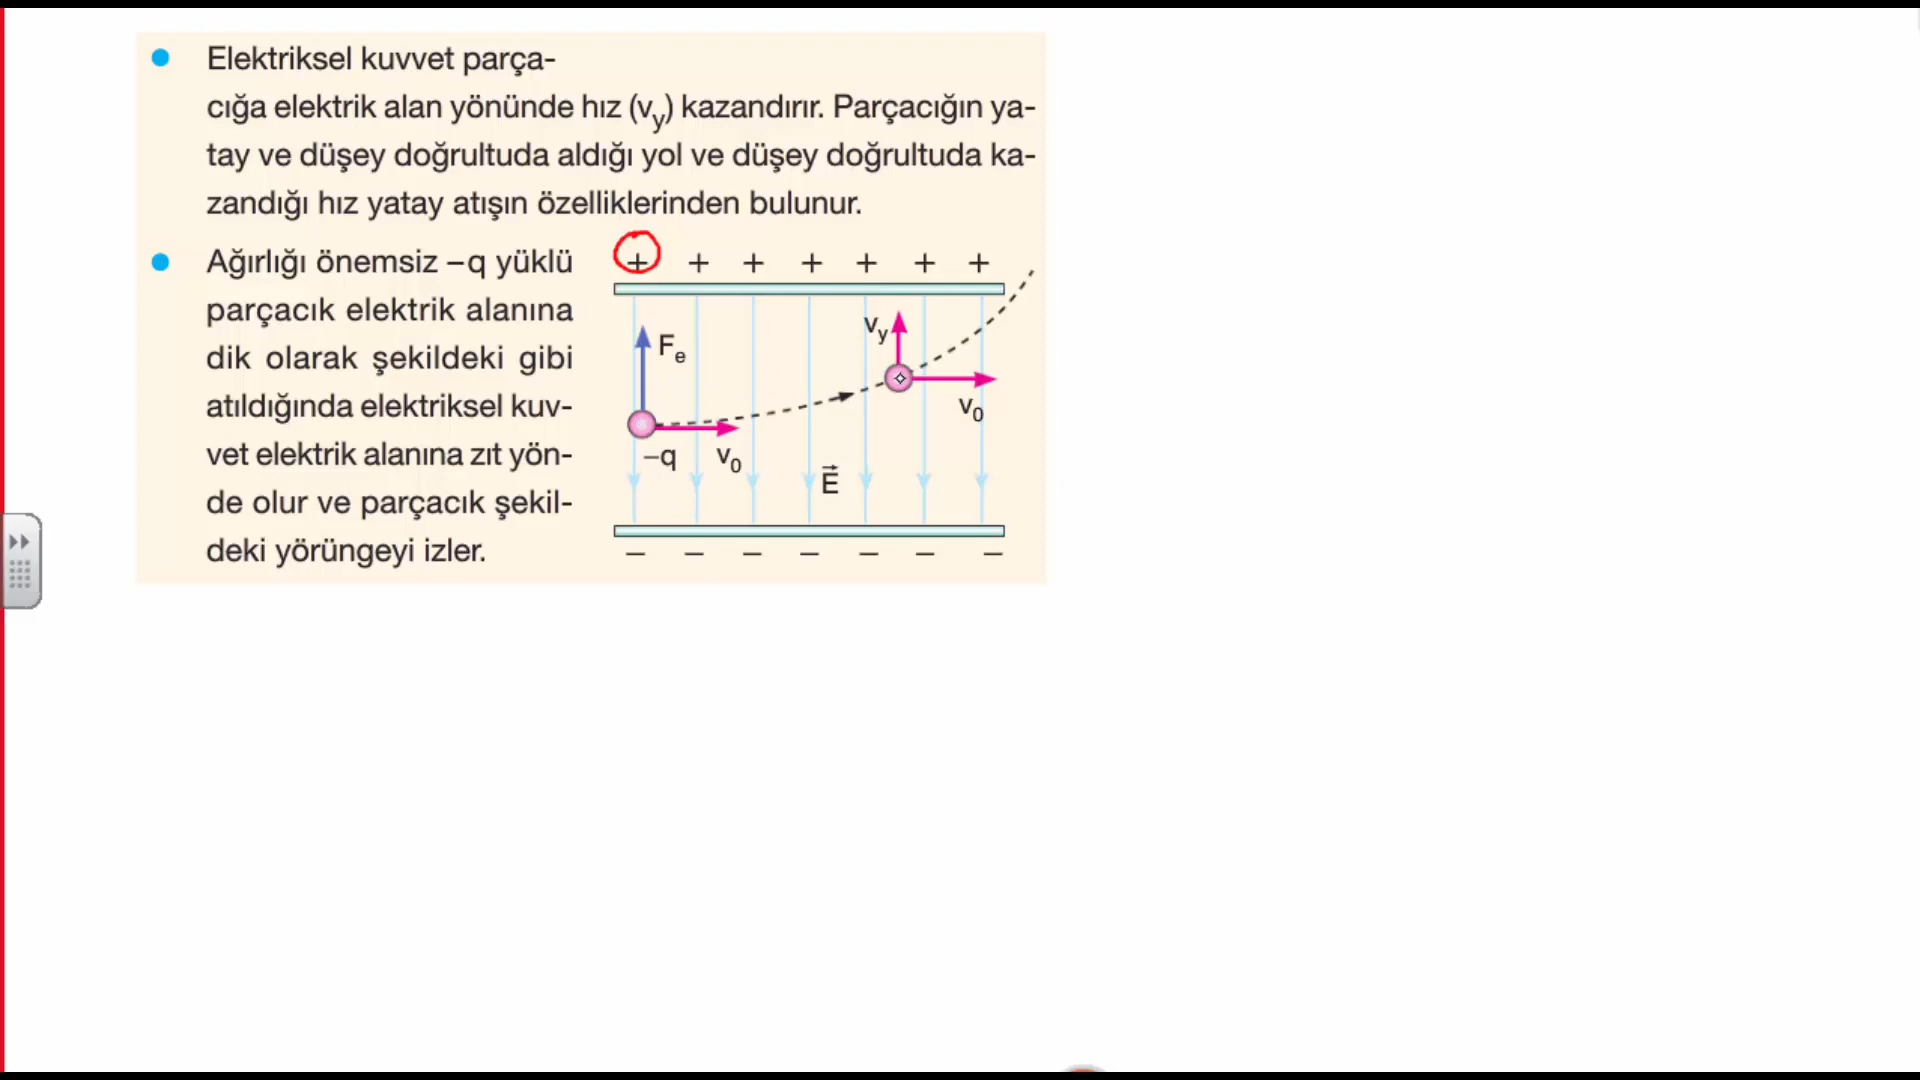 Elektriksel kuvvet parça-
cığa elektrik alan yönünde hız (vy) kazandırır. Parçacığın ya-
tay ve düşey doğrultuda aldığı yol ve düşey doğrultuda ka-
zandığı hız yatay atışın özelliklerinden bulunur.
Ağırlığı önemsiz –q yüklü
parçacık elektrik alanına
dik olarak şekildeki gibi
atıldığında elektriksel kuv-
vet elektrik alanına zıt yön-
de olur ve parçacık şekil-
deki yörüngeyi izler.
+ + + + + + +
vy
Fe
v0
–q v0
E
– – – – – – –